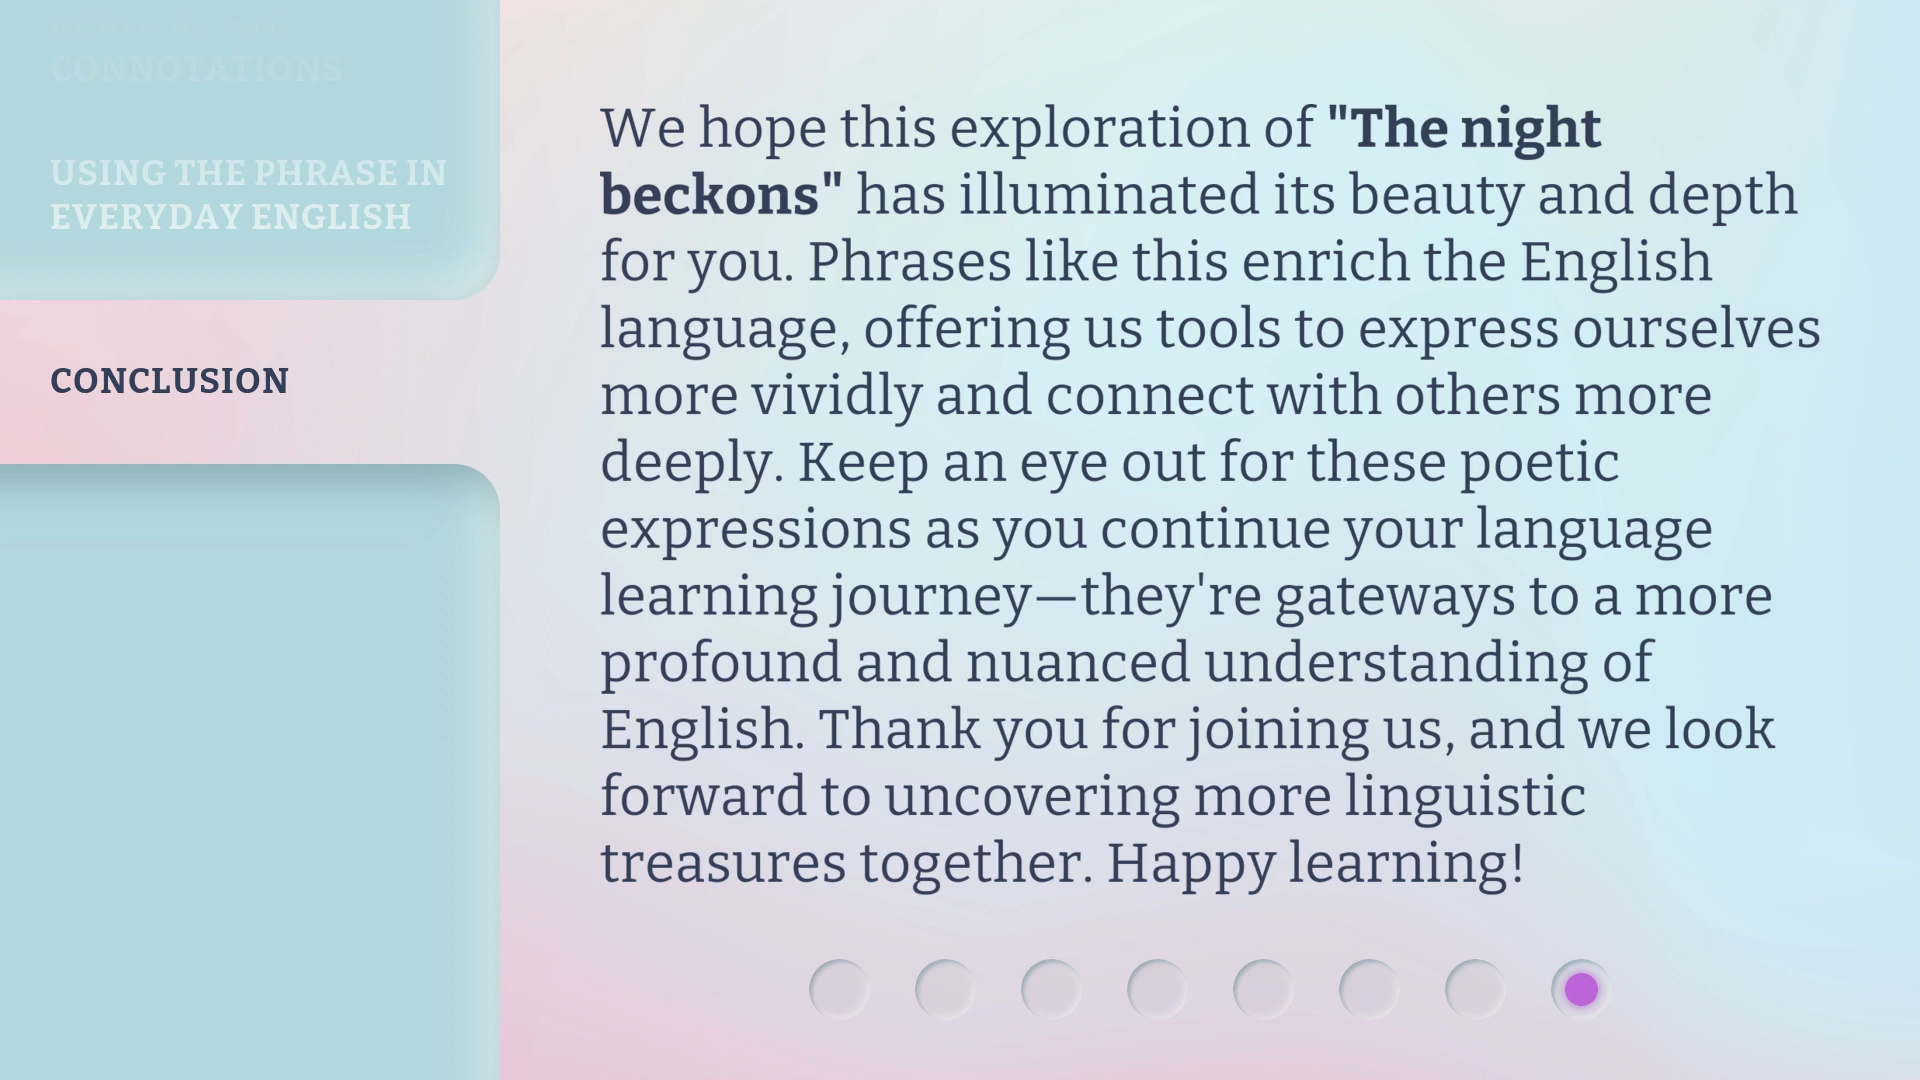 CONNOTATIONS
USING THE PHRASE IN
EVERYDAY ENGLISH
CONCLUSION
We hope this exploration of "The night
beckons" has illuminated its beauty and depth
for you. Phrases like this enrich the English
language, offering us tools to express ourselves
more vividly and connect with others more
deeply. Keep an eye out for these poetic
expressions as you continue your language
learning journey—they're gateways to a more
profound and nuanced understanding of
English. Thank you for joining us, and we look
forward to uncovering more linguistic
treasures together. Happy learning!